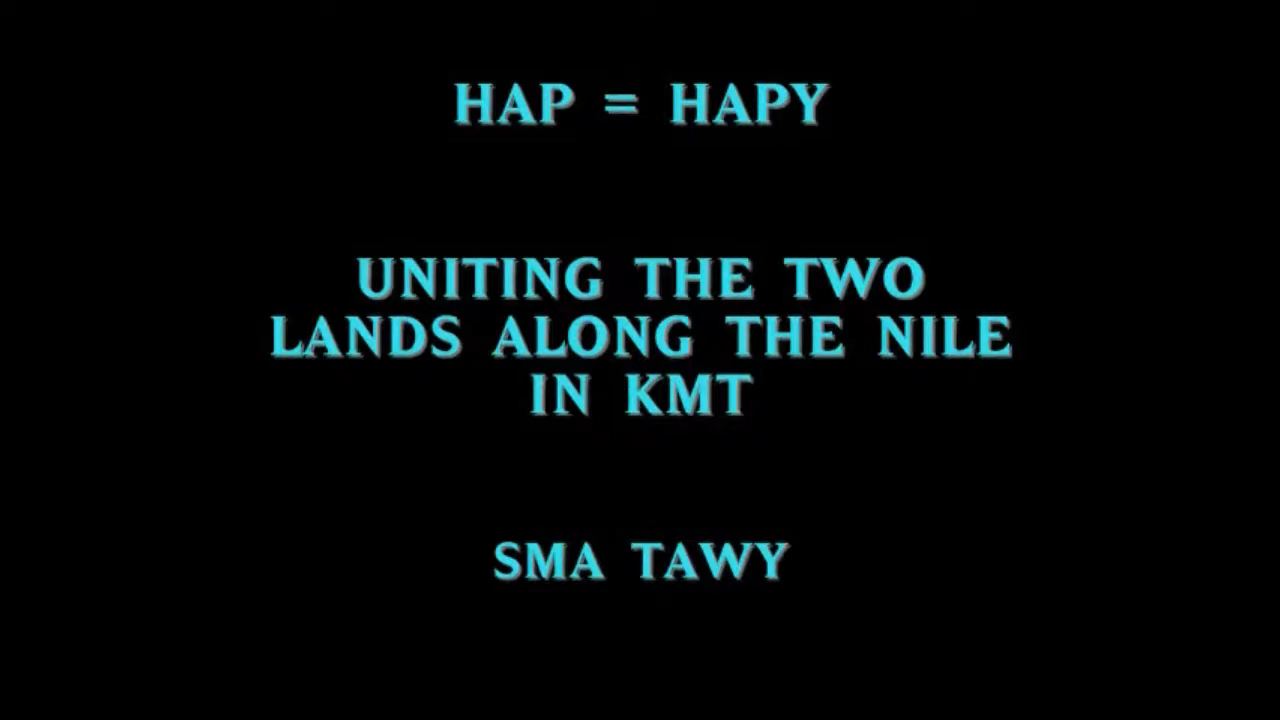 HAP = HAPY
UNITING THE TWO
LANDS ALONG THE NILE
IN KMT
SMA TAWY